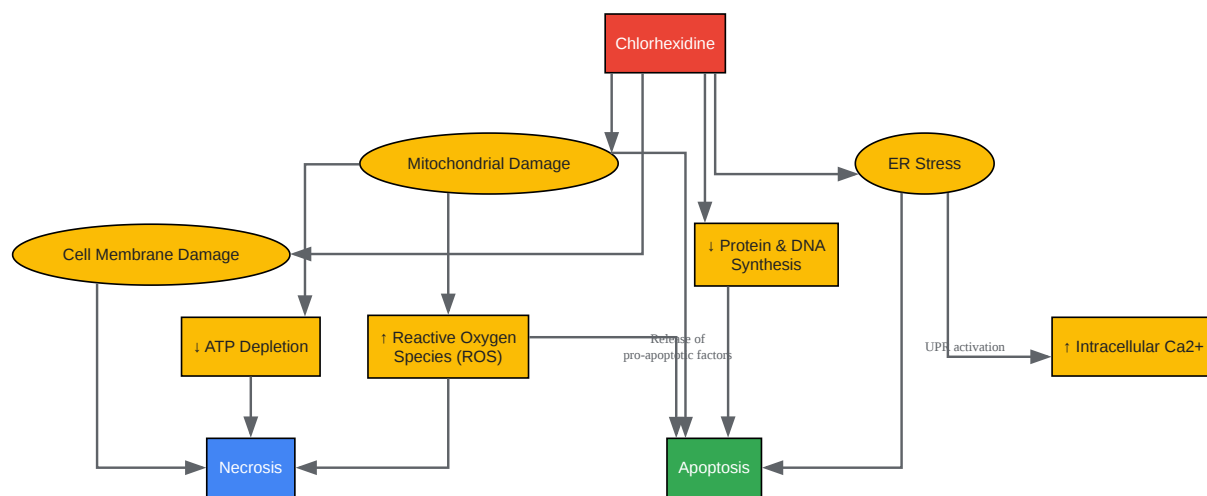 Chlorhexidine
Mitochondrial Damage
ER Stress
Cell Membrane Damage
↓ Protein & DNA
Synthesis
↓ ATP Depletion
↑ Reactive Oxygen
Species (ROS)
Release of
pro-apoptotic factors
UPR activation
↑ Intracellular Ca2+
Necrosis
Apoptosis